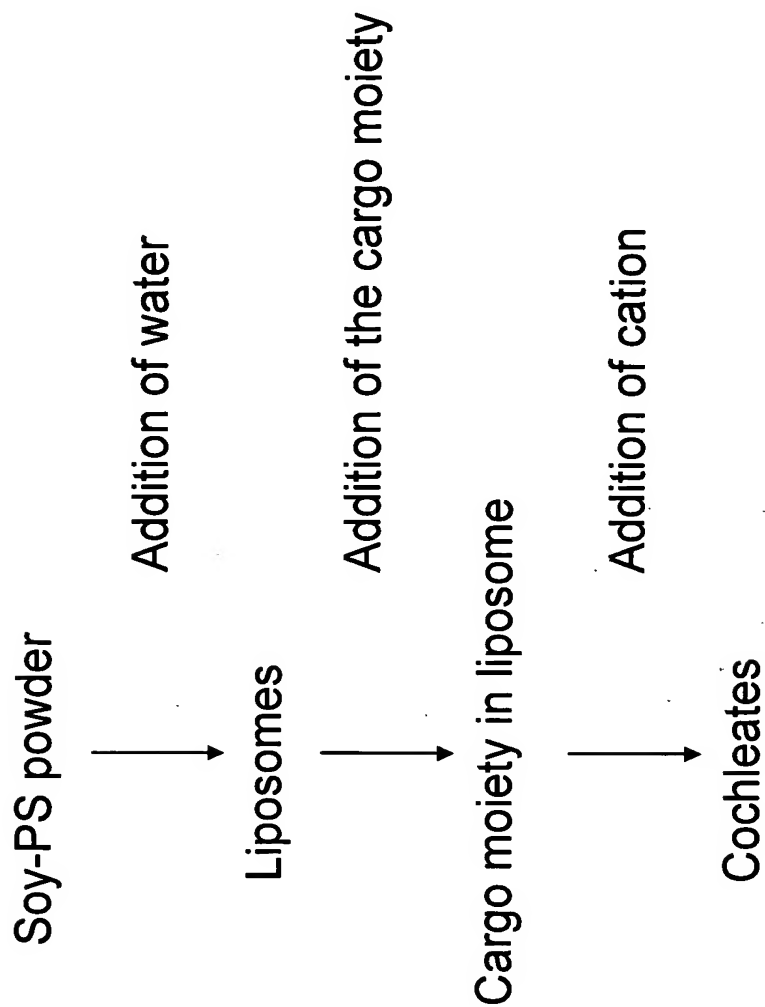 Soy-PS powder
Addition of water
Liposomes
Addition of the cargo moiety
Cargo moiety in liposome
Addition of cation
Cochleates